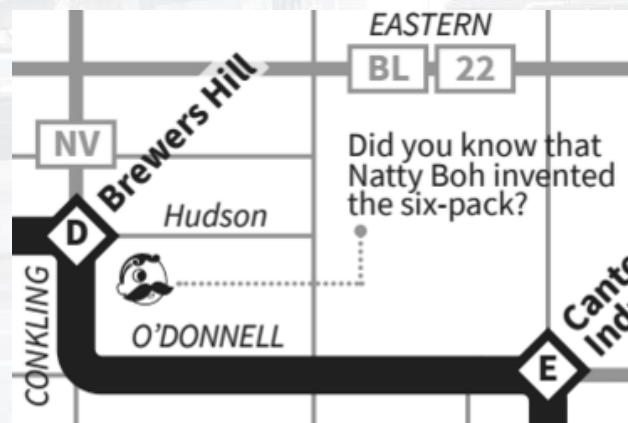 EASTERN
BL 22
NV
Brewers Hill
Did you know that
Natty Boh invented
the six-pack?
Hudson
D
CONKLING
O'DONNELL
E